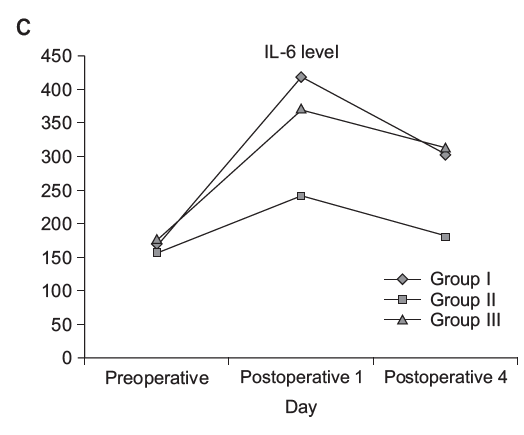 C
IL-6 level
450
400
350
300
250
200
150
100
50
0
Group I
Group II
Group III
Preoperative Postoperative 1 Postoperative 4
Day